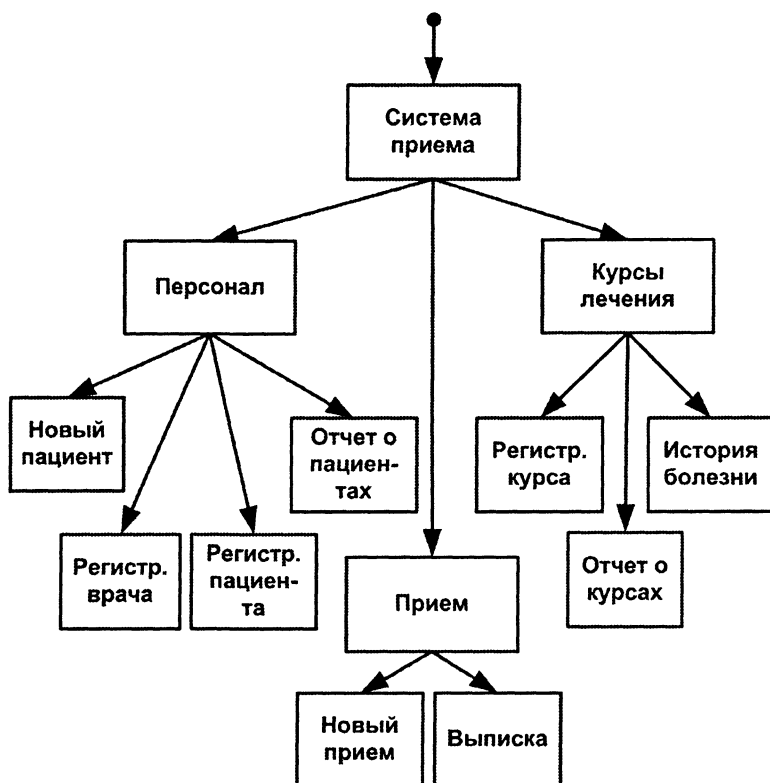 Система
приема
Персонал
Курсы
лечения
Новый
пациент
Отчет о
пациен-
тах
Регистр.
курса
История
болезни
Регистр.
врача
Регистр.
пациен-
та
Прием
Отчет о
курсах
Новый
прием
Выписка